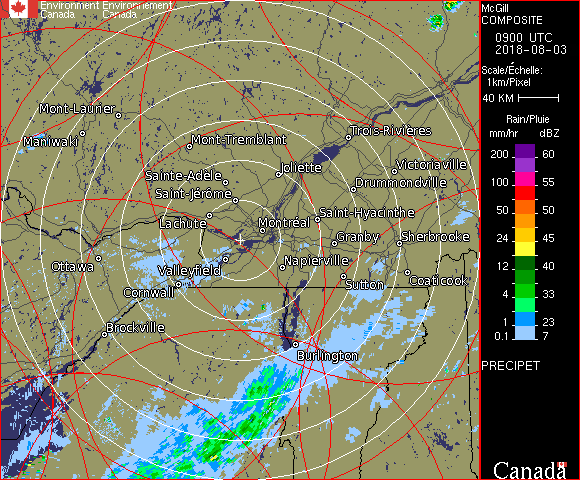 Environment Environnement
Canada Canada
McGill
COMPOSITE
0900 UTC
2018-08-03
Scale/Échelle:
1km/Pixel
40 KM
Rain/Pluie
mm/hr dBZ
200 60
100 55
50 50
24 45
12 40
4 33
1 23
0.1 7
PRECIPET
Canada
Mont-Laurier
Maniwaki
Mont-Tremblant
Trois-Rivières
Joliette
Victoriaville
Sainte-Adèle
Drummondville
Saint-Jérôme
Saint-Hyacinthe
Lachute
Montréal
Granby
Sherbrooke
Ottawa
Napierville
Valleyfield
Coaticook
Sutton
Cornwall
Brockville
Burlington